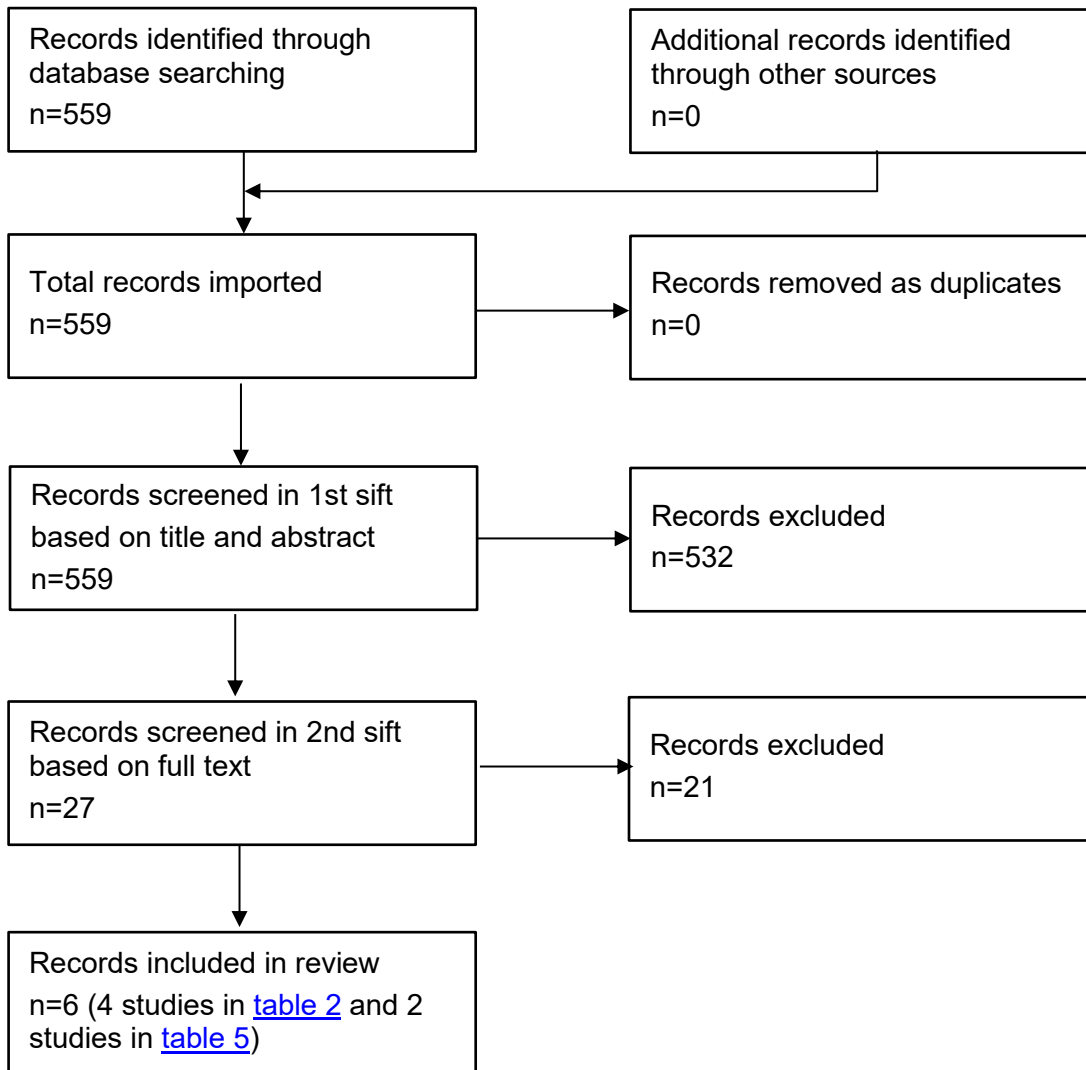 Records identified through
database searching
n=559
Additional records identified
through other sources
n=0
Total records imported
n=559
Records removed as duplicates
n=0
Records screened in 1st sift
based on title and abstract
n=559
Records excluded
n=532
Records screened in 2nd sift
based on full text
n=27
Records excluded
n=21
Records included in review
n=6 (4 studies in table 2 and 2
studies in table 5)